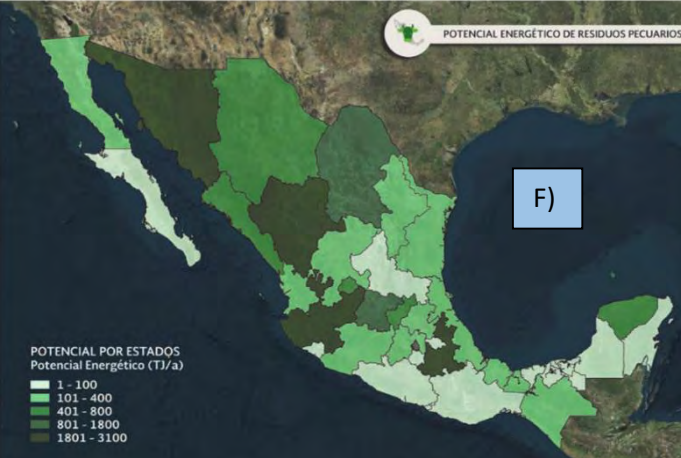 POTENCIAL ENERGÉTICO DE RESIDUOS PECUARIOS
F)
POTENCIAL POR ESTADOS
Potencial Energético (TJ/a)
1 - 100
101 - 400
401 - 800
801 - 1800
1801 - 3100